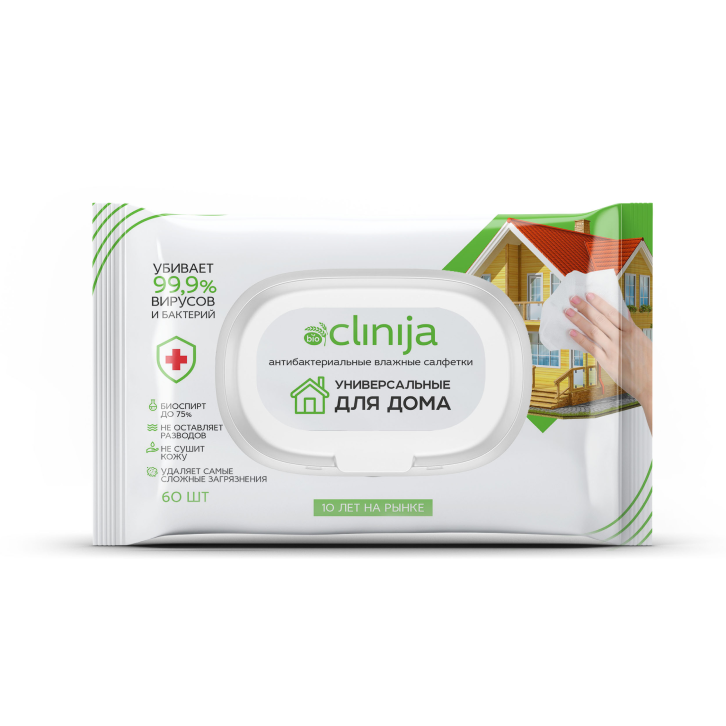 УБИВАЕТ
99,9%
ВИРУСОВ
И БАКТЕРИЙ
БИОСПИРТ
ДО 75%
НЕ ОСТАВЛЯЕТ
РАЗВОДОВ
НЕ СУШИТ
КОЖУ
УДАЛЯЕТ САМЫЕ
СЛОЖНЫЕ ЗАГРЯЗНЕНИЯ
60 ШТ
bio clinija
антибактериальные влажные салфетки
УНИВЕРСАЛЬНЫЕ
ДЛЯ ДОМА
10 ЛЕТ НА РЫНКЕ